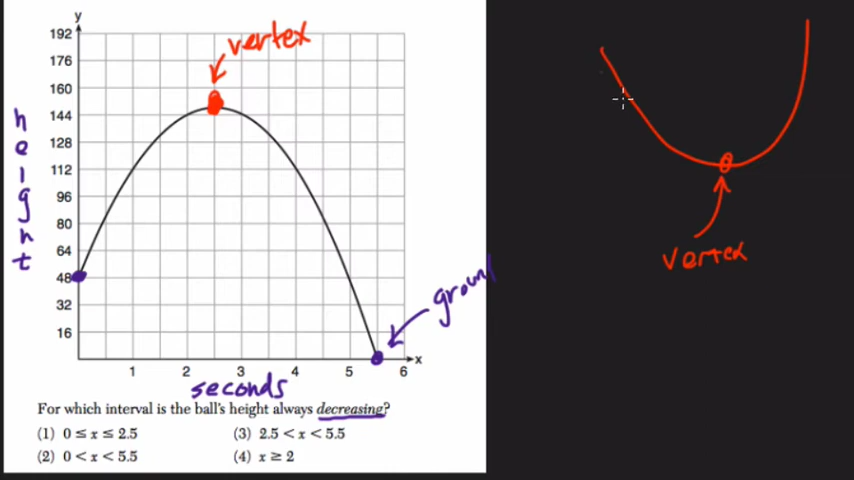 y
192
176
160
144
128
112
96
80
64
48
32
16
1 2 3 4 5 6
x
height
seconds
vertex
ground
vertex
For which interval is the ball's height always decreasing?
(1) 0 ≤ x ≤ 2.5
(2) 0 < x < 5.5
(3) 2.5 < x < 5.5
(4) x ≥ 2